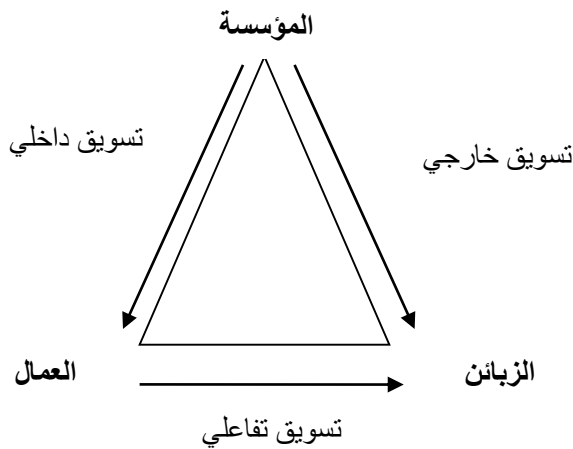 المؤسسة
تسويق خارجي
تسويق داخلي
الزبائن
العمال
تسويق تفاعلي